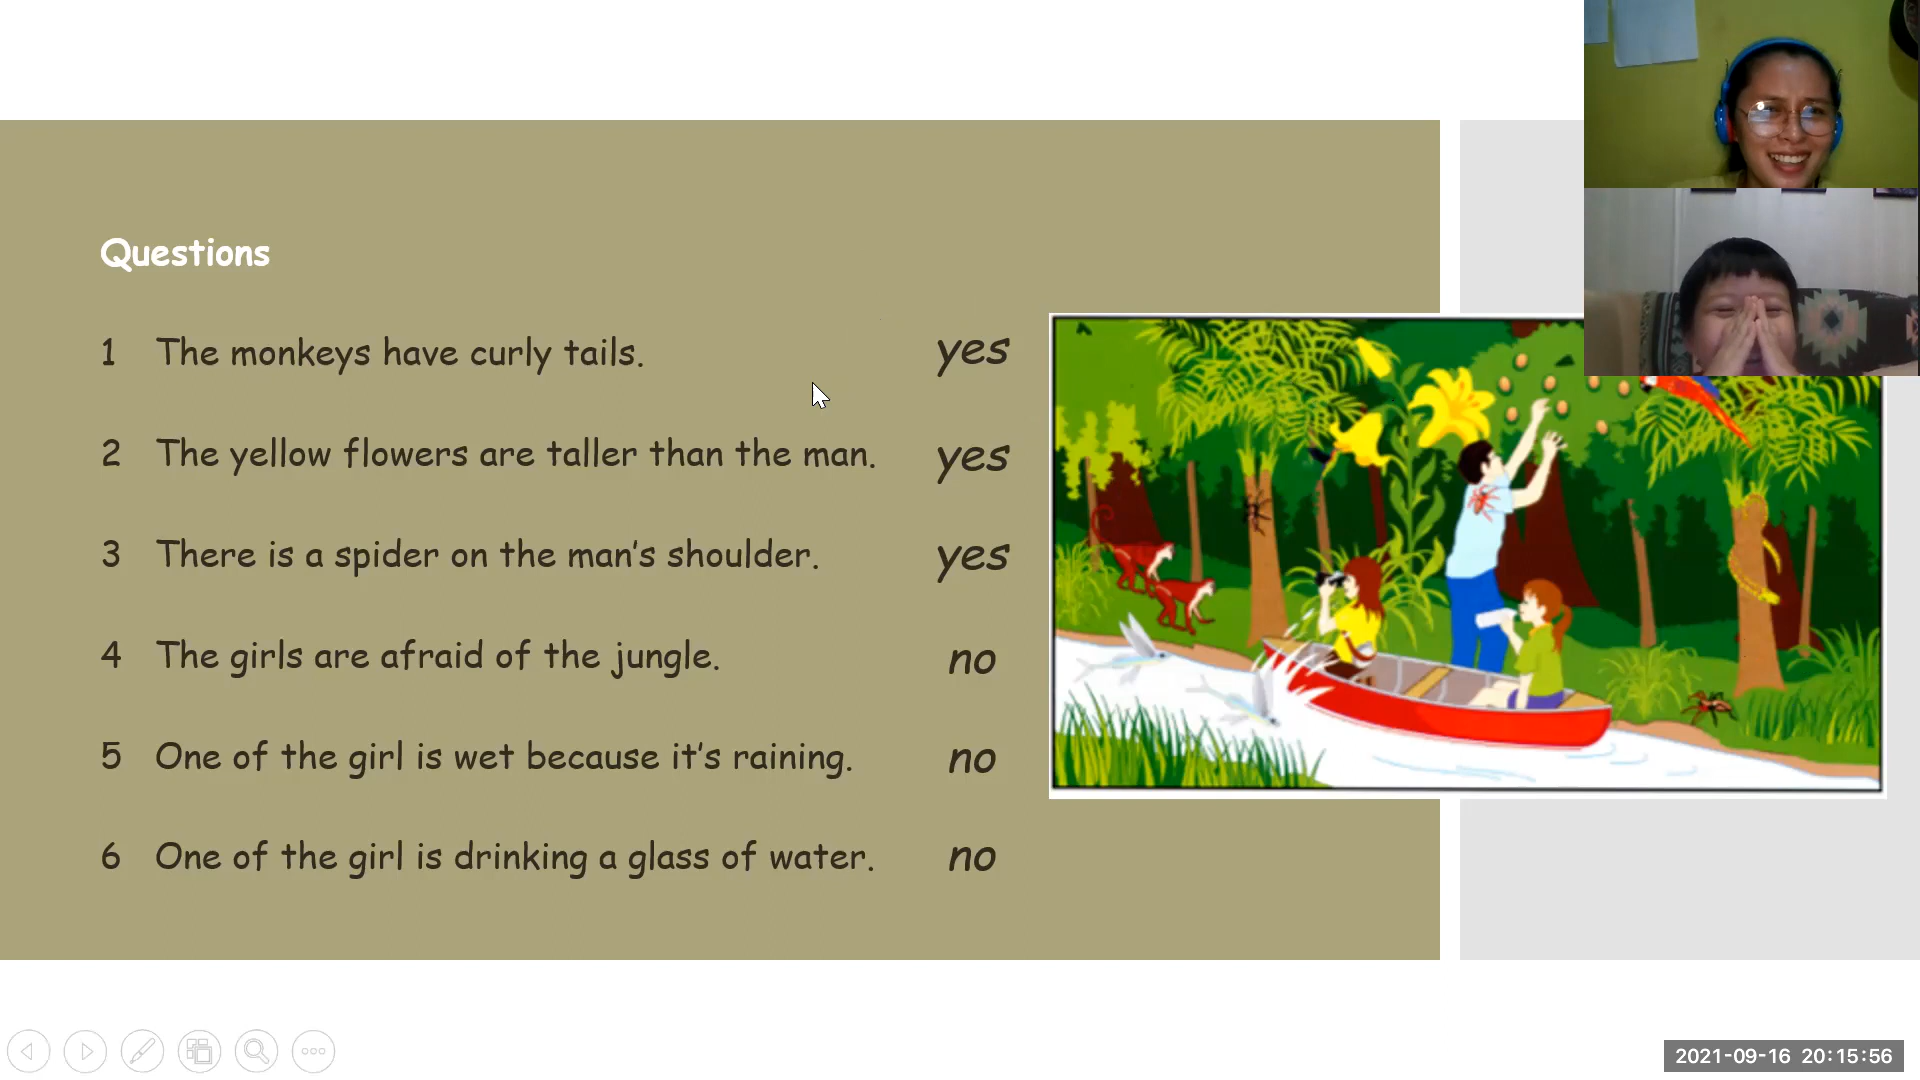 Questions
1 The monkeys have curly tails. yes
2 The yellow flowers are taller than the man. yes
3 There is a spider on the man's shoulder. yes
4 The girls are afraid of the jungle. no
5 One of the girl is wet because it's raining. no
6 One of the girl is drinking a glass of water. no
2021-09-16 20:15:56